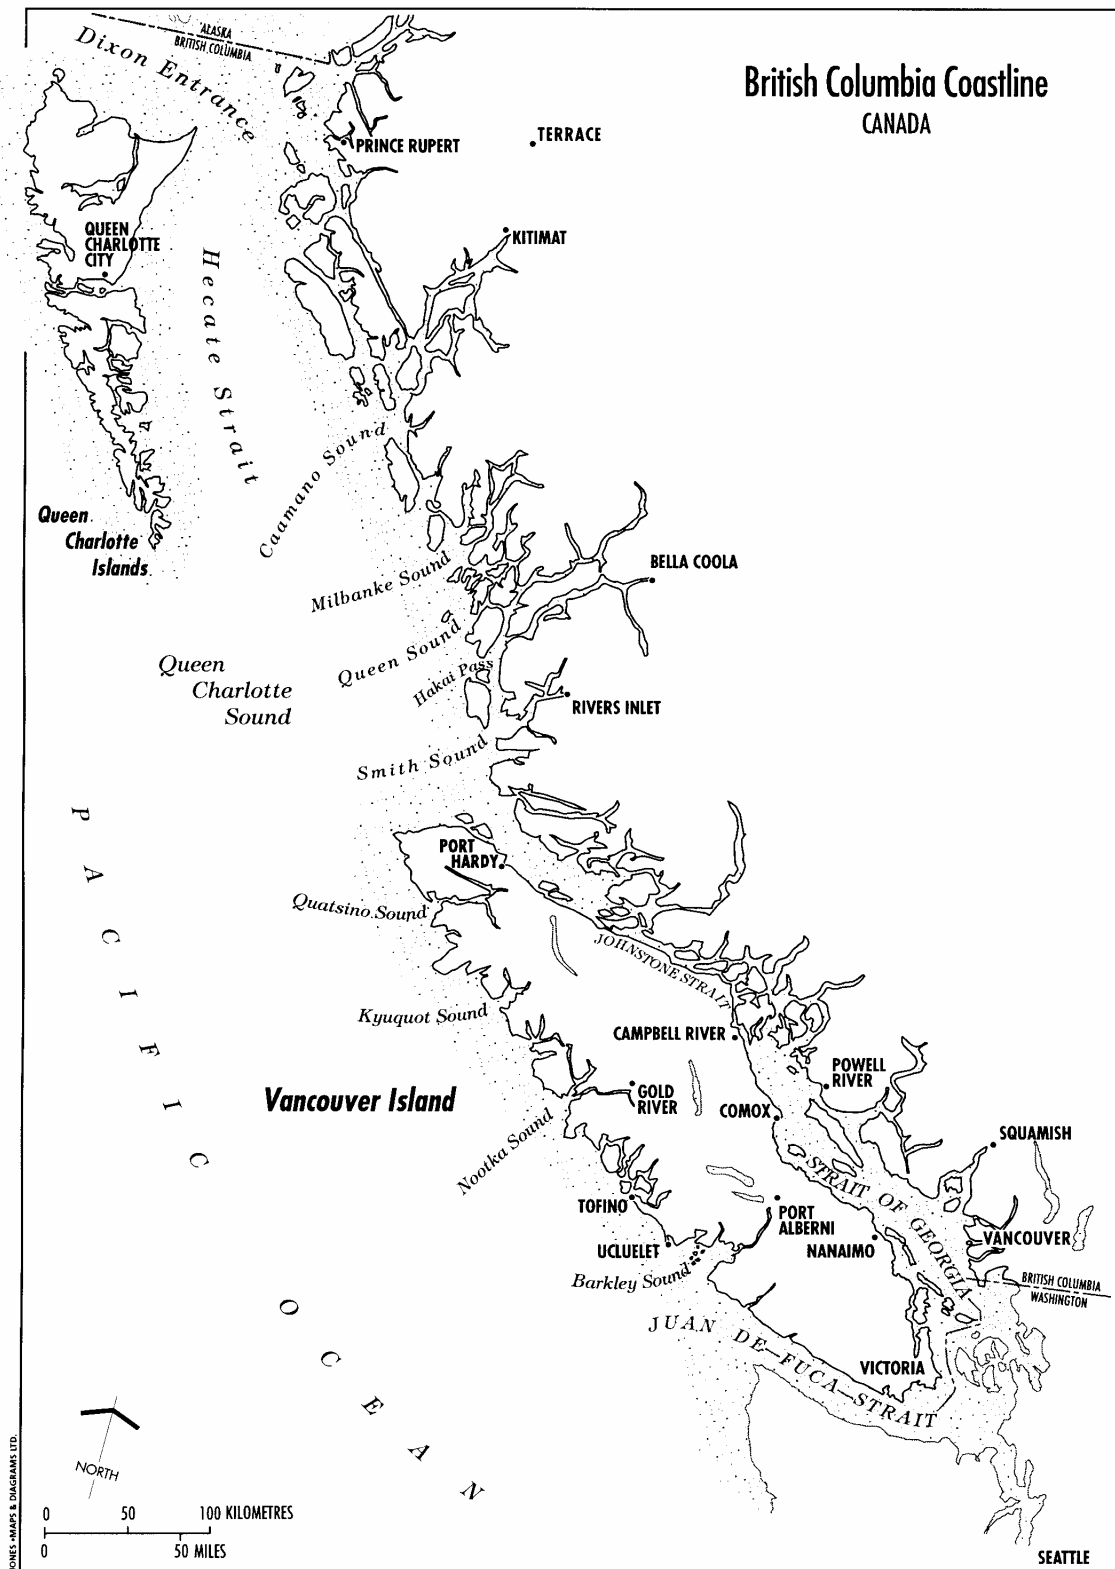 British Columbia Coastline
CANADA
ALASKA
BRITISH COLUMBIA
Dixon Entrance
PRINCE RUPERT
TERRACE
QUEEN
CHARLOTTE
CITY
KITIMAT
Hecate Strait
Caamano Sound
Queen
Charlotte
Islands
Milbanke Sound
BELLA COOLA
Queen Sound
Queen
Charlotte
Sound
Hakai Pass
RIVERS INLET
Smith Sound
PORT
HARDY
Quatsino Sound
JOHNSTONE STRAIT
Kyuquot Sound
CAMPBELL RIVER
POWELL
RIVER
GOLD
RIVER
Vancouver Island
COMOX
SQUAMISH
Nootka Sound
STRAIT OF GEORGIA
TOFINO
PORT
ALBERNI
UCLUELET
NANAIMO
VANCOUVER
Barkley Sound
BRITISH COLUMBIA
WASHINGTON
JUAN DE FUCA STRAIT
VICTORIA
PACIFIC OCEAN
NORTH
0 50 100 KILOMETRES
0 50 MILES
SEATTLE
JONES • MAPS & DIAGRAMS LTD.